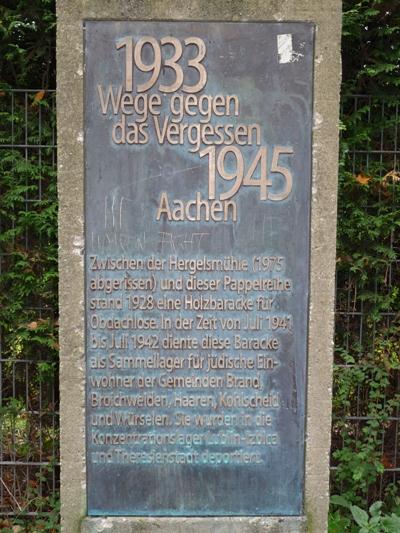 1933
Wege gegen
das Vergessen
1945
Aachen
Zwischen der Hergelsmühle (1975
abgerissen) und dieser Pappelreihe
stand 1928 eine Holzbaracke für
Obdachlose. In der Zeit von Juli 1941
bis Juli 1942 diente diese Baracke
als Sammellager für jüdische Ein-
wohner der Gemeinden Brand,
Broichweiden, Haaren, Kohlscheid
und Würselen. Sie wurden in die
Konzentrationslager Lublin-Izbica
und Theresienstadt deportiert.